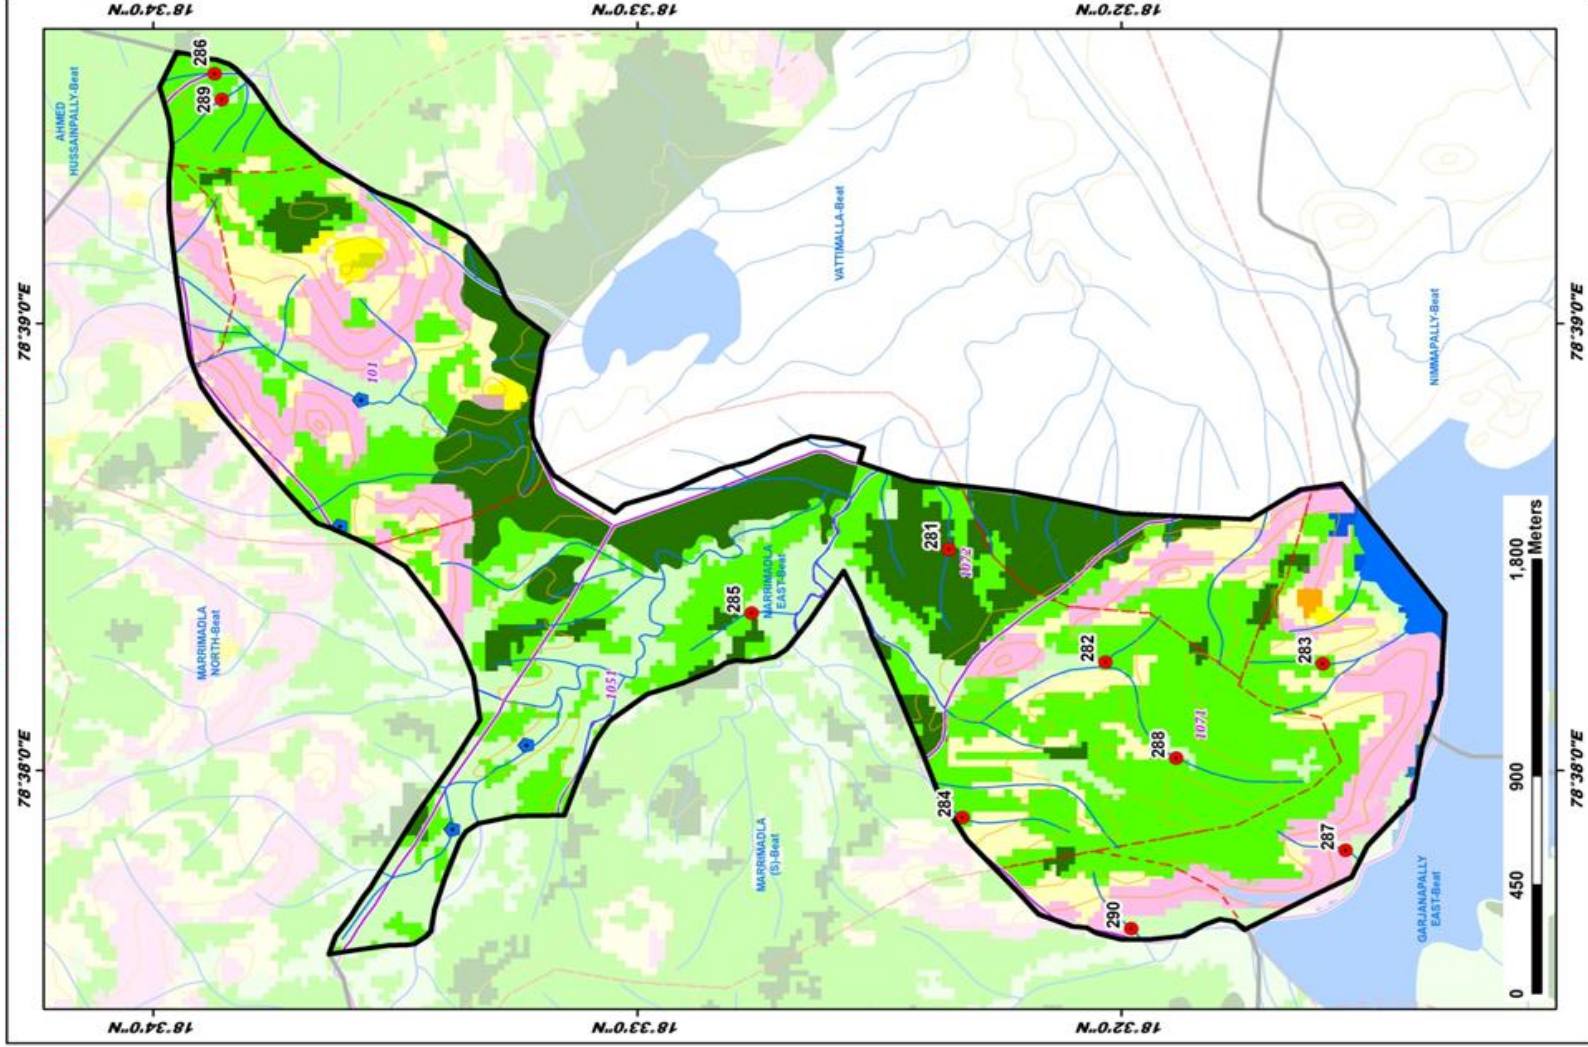 18°34'0"N
18°33'0"N
18°32'0"N
AHMED
HUSSAINPALLY-Beat
286
289
78°39'0"E
78°39'0"E
VATTIMALLA-Beat
NIMMAPALLY-Beat
101
MARRIMADLA
NORTH-Beat
281
1072
285
MARRIMADLA
EAST-Beat
1051
282
283
288
1071
78°38'0"E
78°38'0"E
284
287
290
MARRIMADLA
(S)-Beat
GARJANAPALLY
EAST-Beat
0 450 900 1,800
Meters
18°34'0"N
18°33'0"N
18°32'0"N